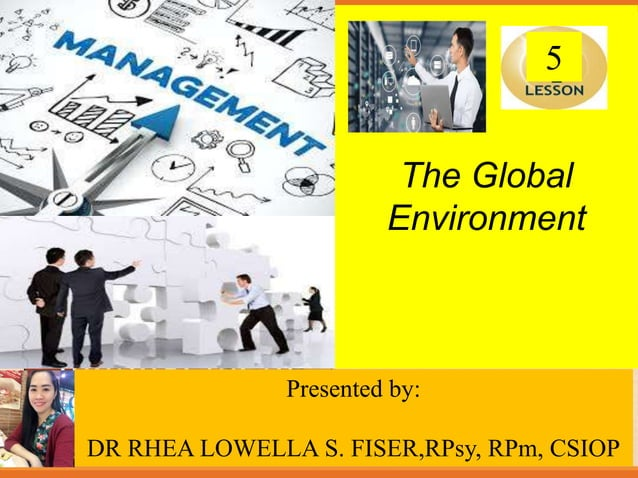 MANAGEMENT
5
LESSON
The Global
Environment
Presented by:
DR RHEA LOWELLA S. FISER,RPsy, RPm, CSIOP